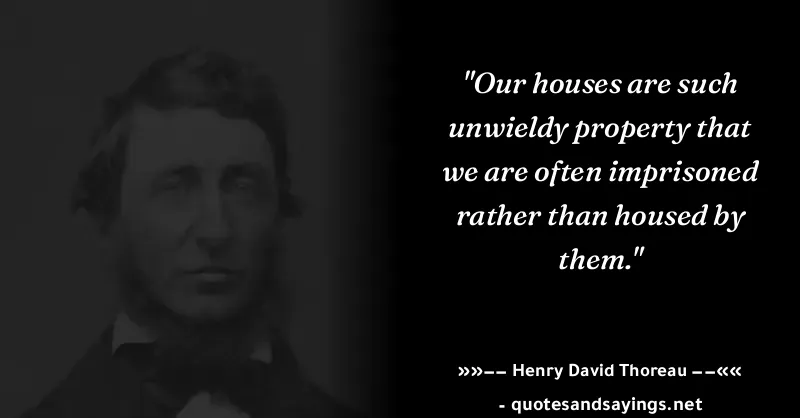 "Our houses are such
unwieldy property that
we are often imprisoned
rather than housed by
them."
»»—— Henry David Thoreau ——««
- quotesandsayings.net